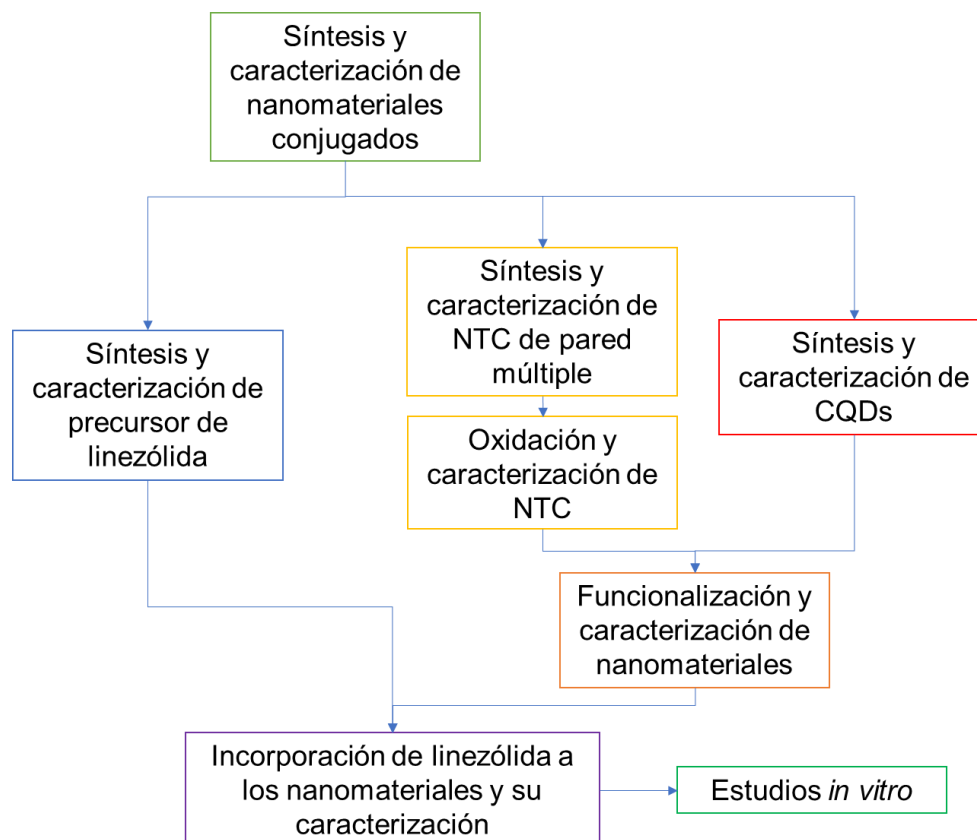 Síntesis y
caracterización de
nanomateriales
conjugados
Síntesis y
caracterización de
precursor de
linezólida
Síntesis y
caracterización de
NTC de pared
múltiple
Oxidación y
caracterización de
NTC
Síntesis y
caracterización de
CQDs
Funcionalización y
caracterización de
nanomateriales
Incorporación de linezólida a
los nanomateriales y su
caracterización
Estudios in vitro